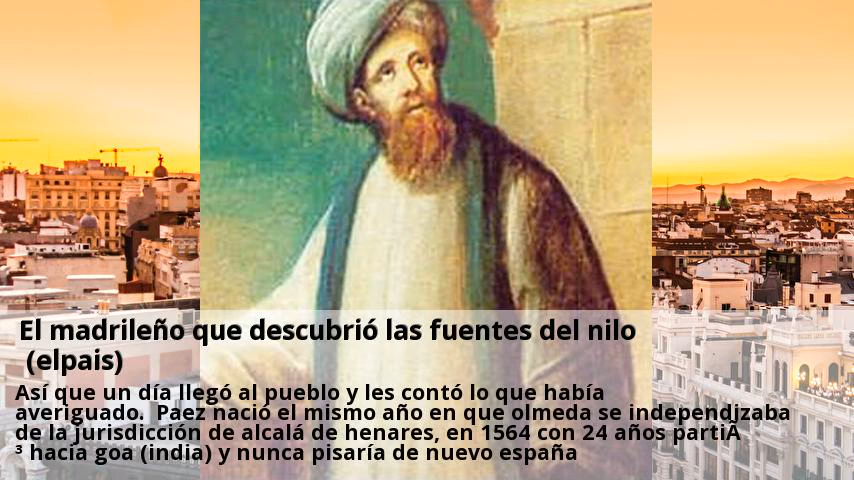 El madrileño que descubrió las fuentes del nilo
(elpais)
Así que un día llegó al pueblo y les contó lo que había
averiguado. Paez nació el mismo año en que olmeda se independizaba
de la jurisdicción de alcalá de henares, en 1564 con 24 años partiÃ
³ hacia goa (india) y nunca pisaría de nuevo españa